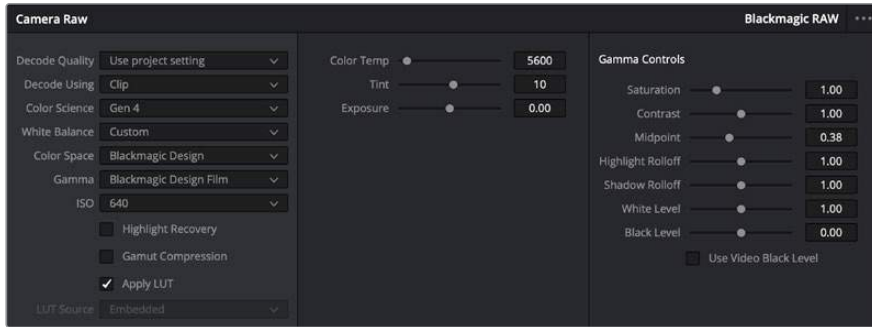 Camera Raw
Blackmagic RAW
Decode Quality Use project setting
Decode Using Clip
Color Science Gen 4
White Balance Custom
Color Space Blackmagic Design
Gamma Blackmagic Design Film
ISO 640
Highlight Recovery
Gamut Compression
Apply LUT
LUT Source Embedded
Color Temp 5600
Tint 10
Exposure 0.00
Gamma Controls
Saturation 1.00
Contrast 1.00
Midpoint 0.38
Highlight Rolloff 1.00
Shadow Rolloff 1.00
White Level 1.00
Black Level 0.00
Use Video Black Level